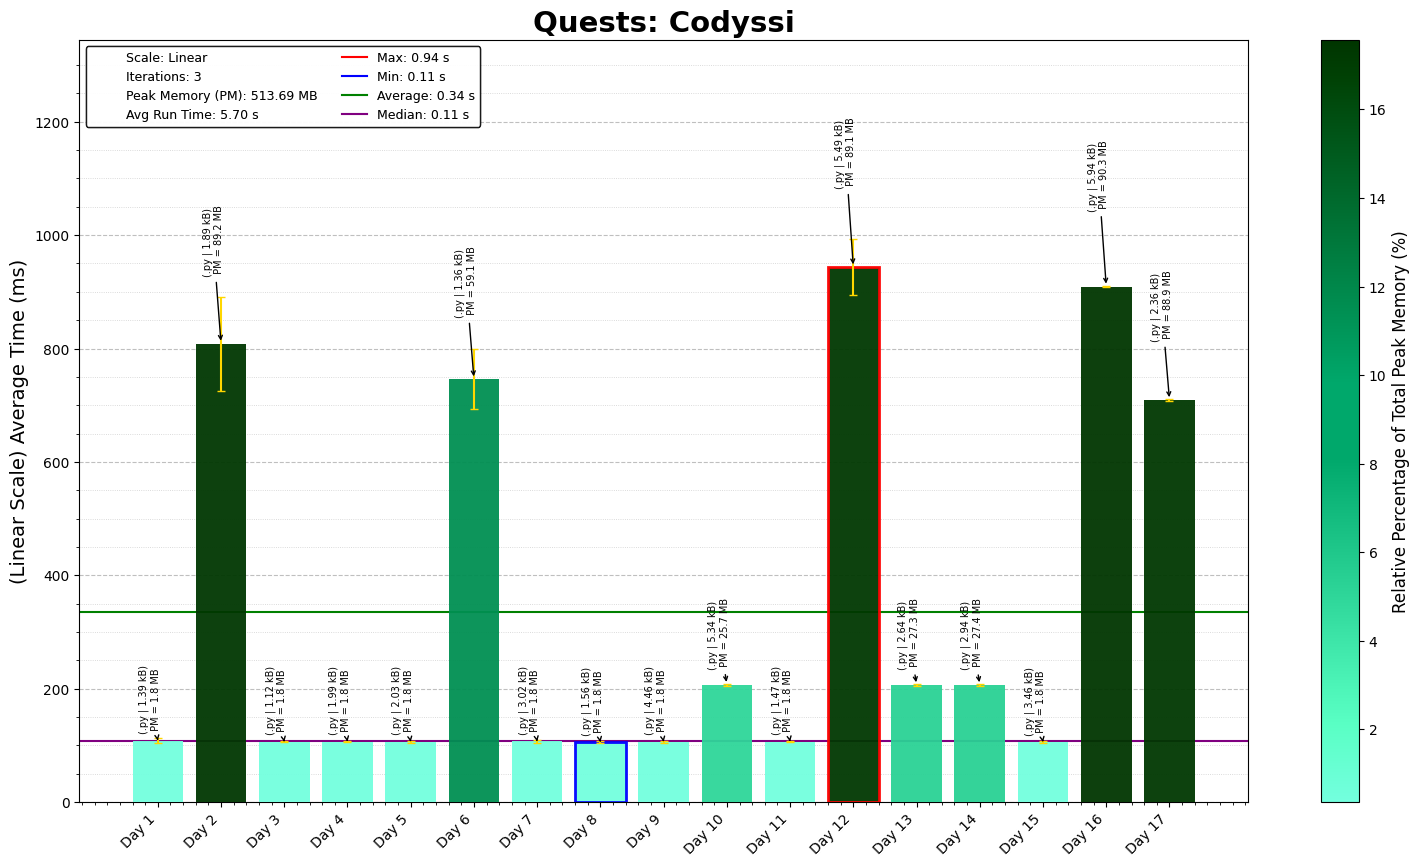 Quests: Codyssi
Scale: Linear
Iterations: 3
Peak Memory (PM): 513.69 MB
Avg Run Time: 5.70 s
Max: 0.94 s
Min: 0.11 s
Average: 0.34 s
Median: 0.11 s
(Linear Scale) Average Time (ms)
1200
1000
800
600
400
200
0
(.py | 1.39 kB)
PM = 1.8 MB
(.py | 1.89 kB)
PM = 89.2 MB
(.py | 1.12 kB)
PM = 1.8 MB
(.py | 1.99 kB)
PM = 1.8 MB
(.py | 2.03 kB)
PM = 1.8 MB
(.py | 1.36 kB)
PM = 59.1 MB
(.py | 3.02 kB)
PM = 1.8 MB
(.py | 1.56 kB)
PM = 1.8 MB
(.py | 4.46 kB)
PM = 1.8 MB
(.py | 5.34 kB)
PM = 25.7 MB
(.py | 1.47 kB)
PM = 1.8 MB
(.py | 5.49 kB)
PM = 89.1 MB
(.py | 2.64 kB)
PM = 27.3 MB
(.py | 2.94 kB)
PM = 27.4 MB
(.py | 3.46 kB)
PM = 1.8 MB
(.py | 5.94 kB)
PM = 90.3 MB
(.py | 2.36 kB)
PM = 88.9 MB
Day 1
Day 2
Day 3
Day 4
Day 5
Day 6
Day 7
Day 8
Day 9
Day 10
Day 11
Day 12
Day 13
Day 14
Day 15
Day 16
Day 17
16
14
12
10
8
6
4
2
Relative Percentage of Total Peak Memory (%)